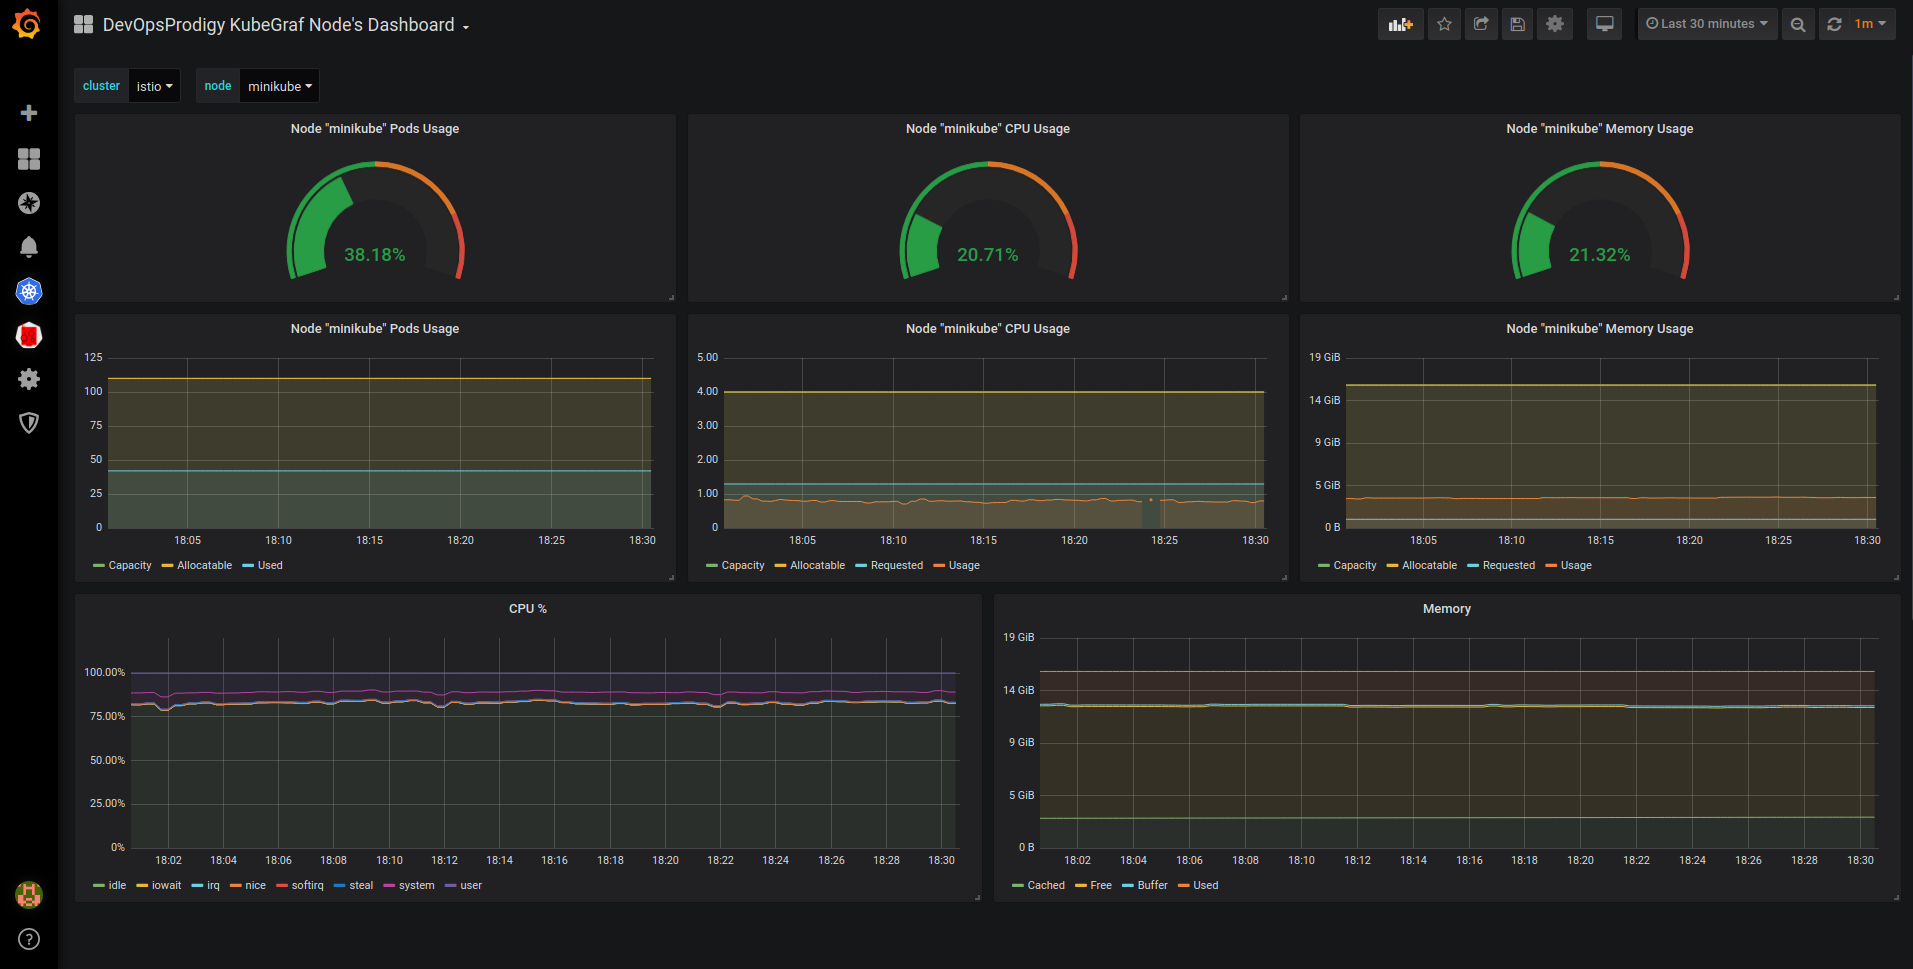 DevOpsProdigy KubeGraf Node's Dashboard
Last 30 minutes 1m
cluster istio node minikube
Node "minikube" Pods Usage
38.18%
Node "minikube" CPU Usage
20.71%
Node "minikube" Memory Usage
21.32%
Node "minikube" Pods Usage
125
100
75
50
25
0
18:05 18:10 18:15 18:20 18:25 18:30
Capacity Allocatable Used
Node "minikube" CPU Usage
5.00
4.00
3.00
2.00
1.00
0
18:05 18:10 18:15 18:20 18:25 18:30
Capacity Allocatable Requested Usage
Node "minikube" Memory Usage
19 GiB
14 GiB
9 GiB
5 GiB
0 B
18:05 18:10 18:15 18:20 18:25 18:30
Capacity Allocatable Requested Usage
CPU %
100.00%
75.00%
50.00%
25.00%
0%
18:02 18:04 18:06 18:08 18:10 18:12 18:14 18:16 18:18 18:20 18:22 18:24 18:26 18:28 18:30
idle iowait irq nice softirq steal system user
Memory
19 GiB
14 GiB
9 GiB
5 GiB
0 B
18:02 18:04 18:06 18:08 18:10 18:12 18:14 18:16 18:18 18:20 18:22 18:24 18:26 18:28 18:30
Cached Free Buffer Used